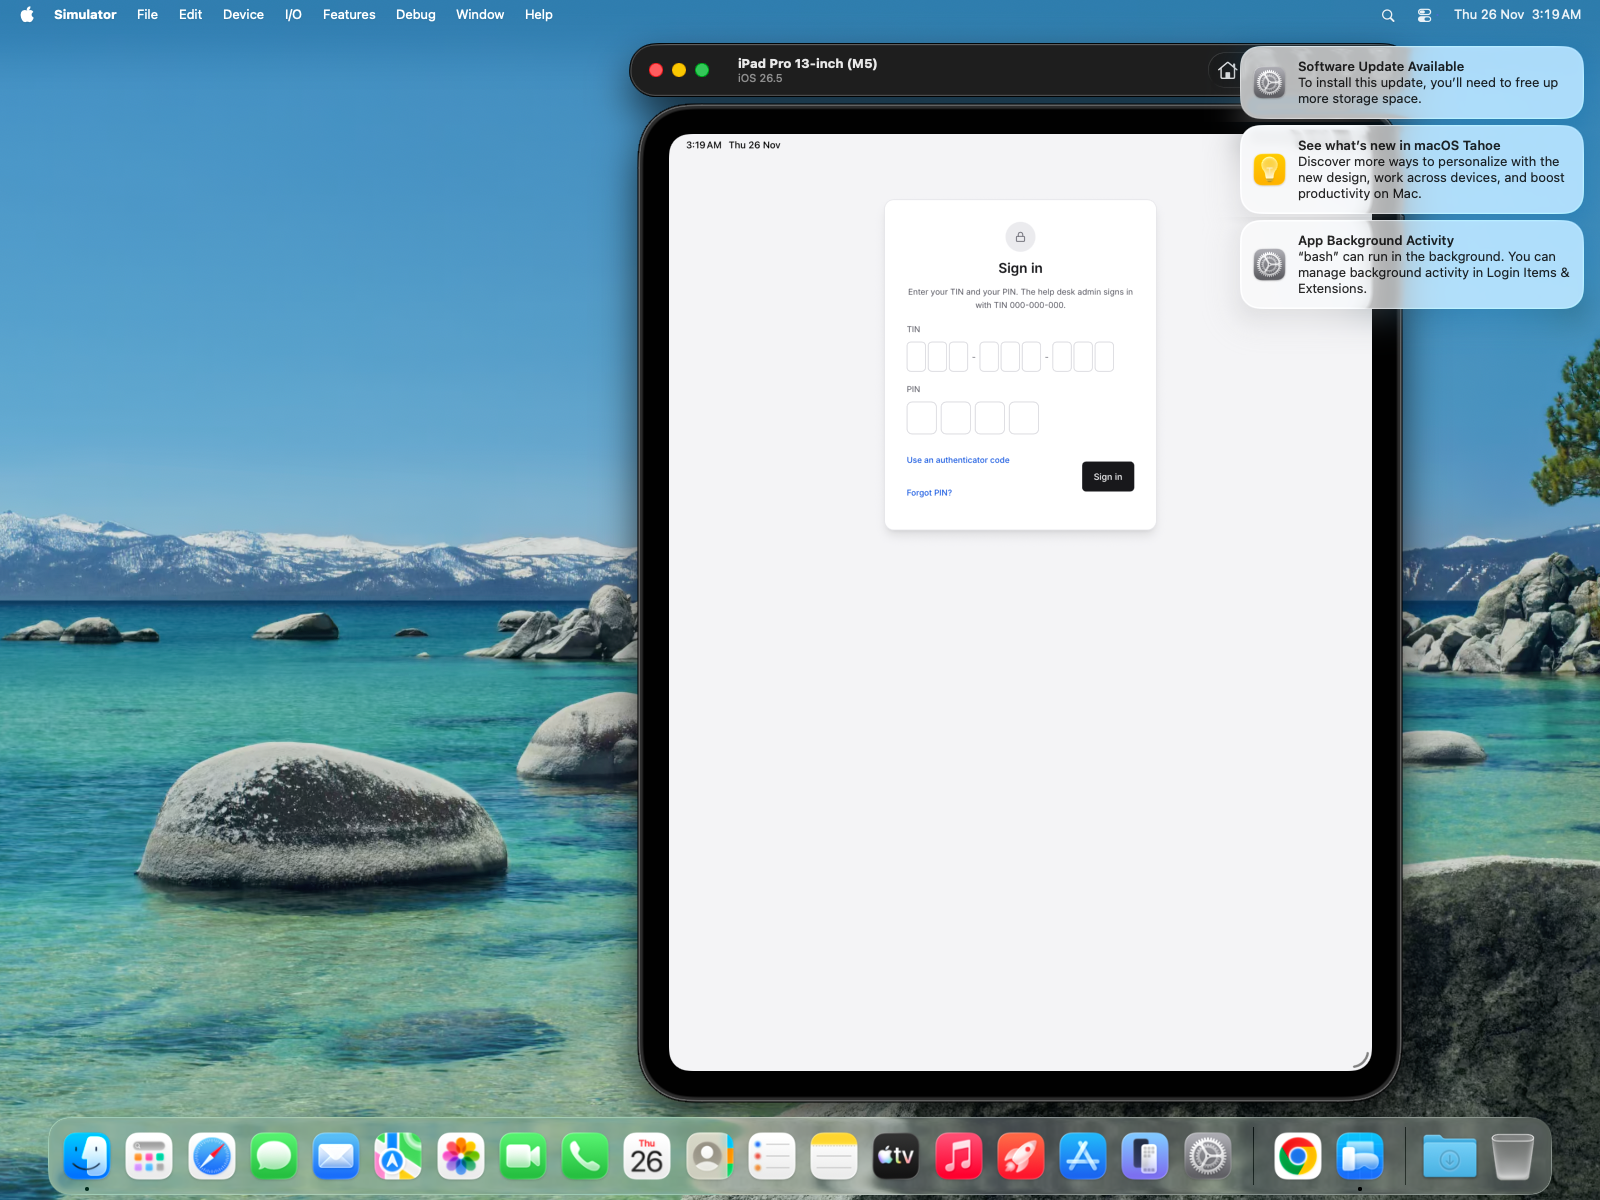 Simulator File Edit Device I/O Features Debug Window Help Thu 26 Nov 3:19 AM
iPad Pro 13-inch (M5)
iOS 26.5
Software Update Available
To install this update, you’ll need to free up
more storage space.
See what’s new in macOS Tahoe
Discover more ways to personalize with the
new design, work across devices, and boost
productivity on Mac.
App Background Activity
“bash” can run in the background. You can
manage background activity in Login Items &
Extensions.
3:19 AM Thu 26 Nov
Sign in
Enter your TIN and your PIN. The help desk admin signs in
with TIN 000-000-000.
TIN
- -
PIN
Use an authenticator code
Sign in
Forgot PIN?
Thu
26
tv